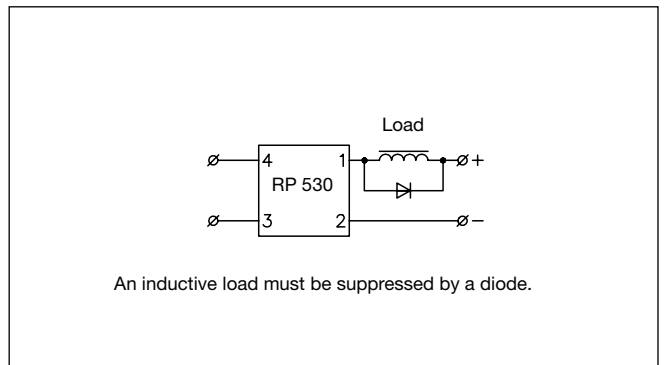 Load
4 1 +
RP 530
3 2 −
An inductive load must be suppressed by a diode.